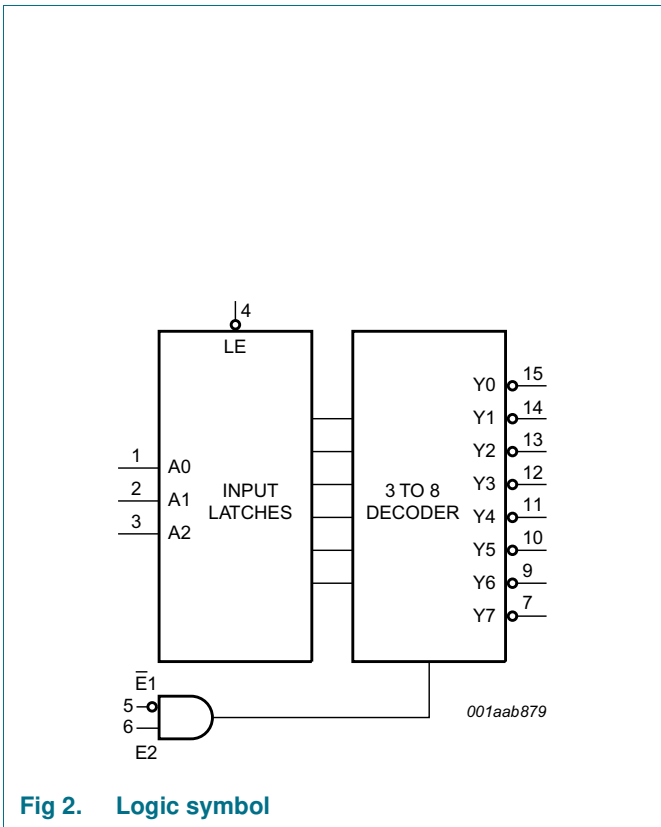 4
LE
Y0 15
Y1 14
Y2 13
1 A0
Y3 12
2 A1
INPUT
LATCHES
3 TO 8
DECODER
Y4 11
3 A2
Y5 10
Y6 9
Y7 7
E̅1
5
6
E2
001aab879
Fig 2. Logic symbol